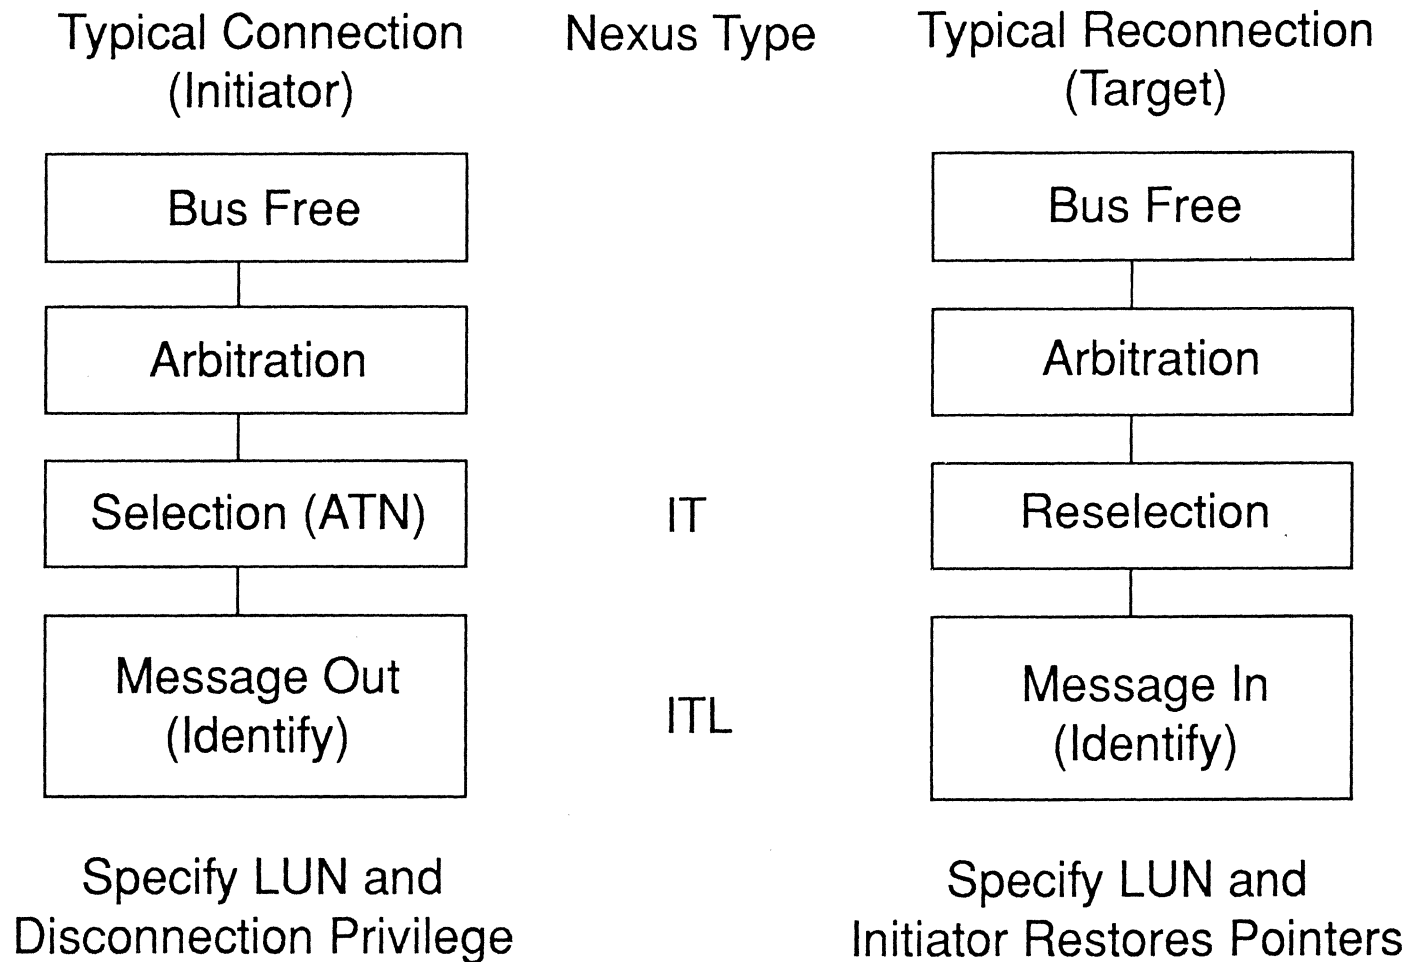 Typical Connection
(Initiator)
Nexus Type
Typical Reconnection
(Target)
Bus Free
Bus Free
Arbitration
Arbitration
Selection (ATN)
IT
Reselection
Message Out
(Identify)
ITL
Message In
(Identify)
Specify LUN and
Disconnection Privilege
Specify LUN and
Initiator Restores Pointers